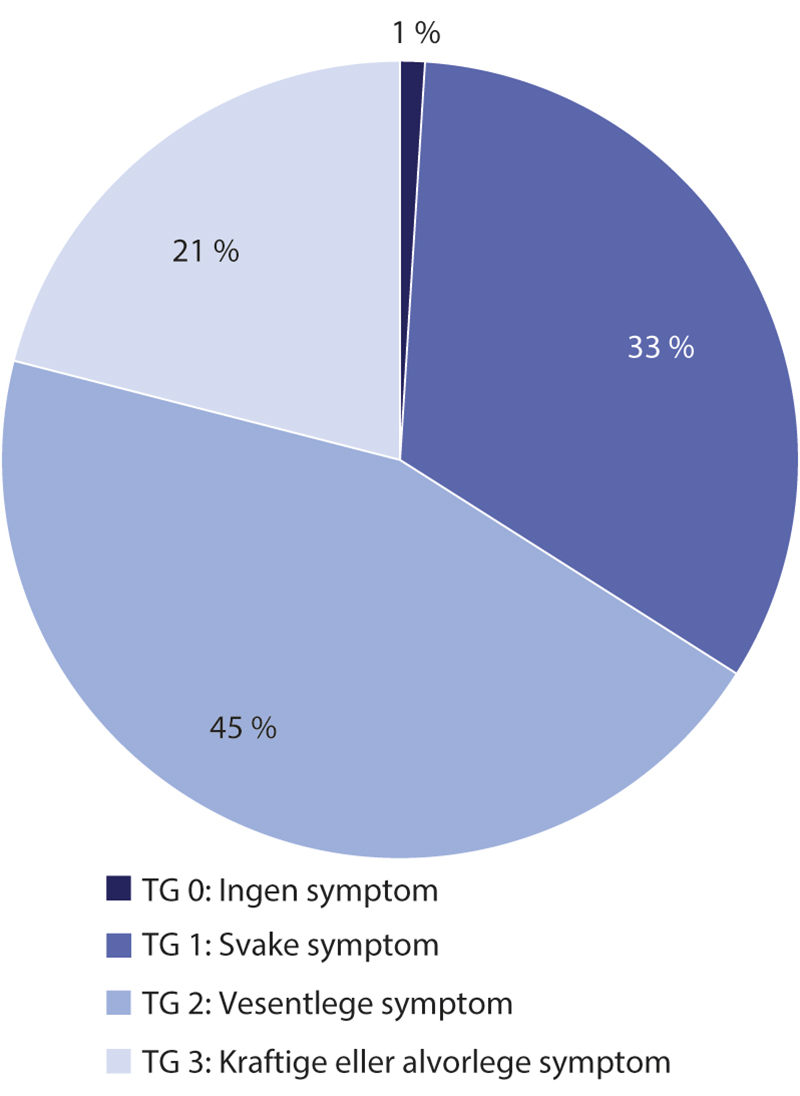 1 %
21 %
33 %
45 %
TG 0: Ingen symptom
TG 1: Svake symptom
TG 2: Vesentlege symptom
TG 3: Kraftige eller alvorlege symptom